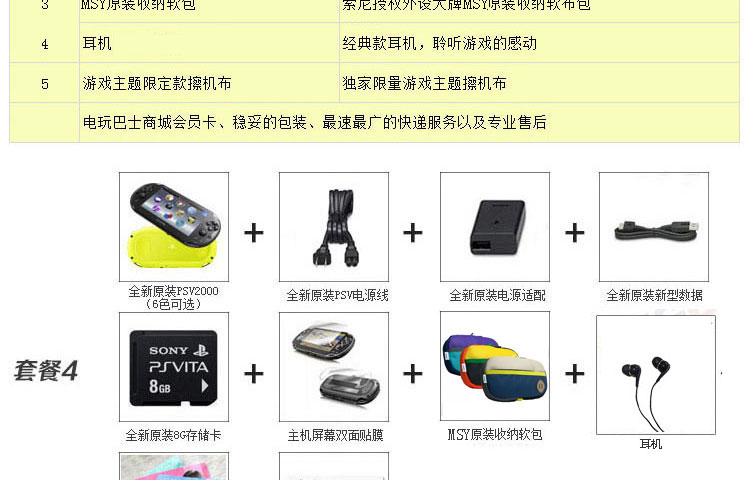 3 MSY原装收纳软包 索尼授权外设大牌MSY原装收纳软布包
4 耳机 经典款耳机，聆听游戏的感动
5 游戏主题限定款擦机布 独家限量游戏主题擦机布
电玩巴士商城会员卡、稳妥的包装、最速最广的快递服务以及专业售后
+ + +
全新原装PSV2000 全新原装PSV电源线 全新原装电源适配 全新原装新型数据
（6色可选）
套餐4
SONY
PSVITA
8GB
+ + +
全新原装8G存储卡 主机屏幕双面贴膜 MSY原装收纳软包 耳机